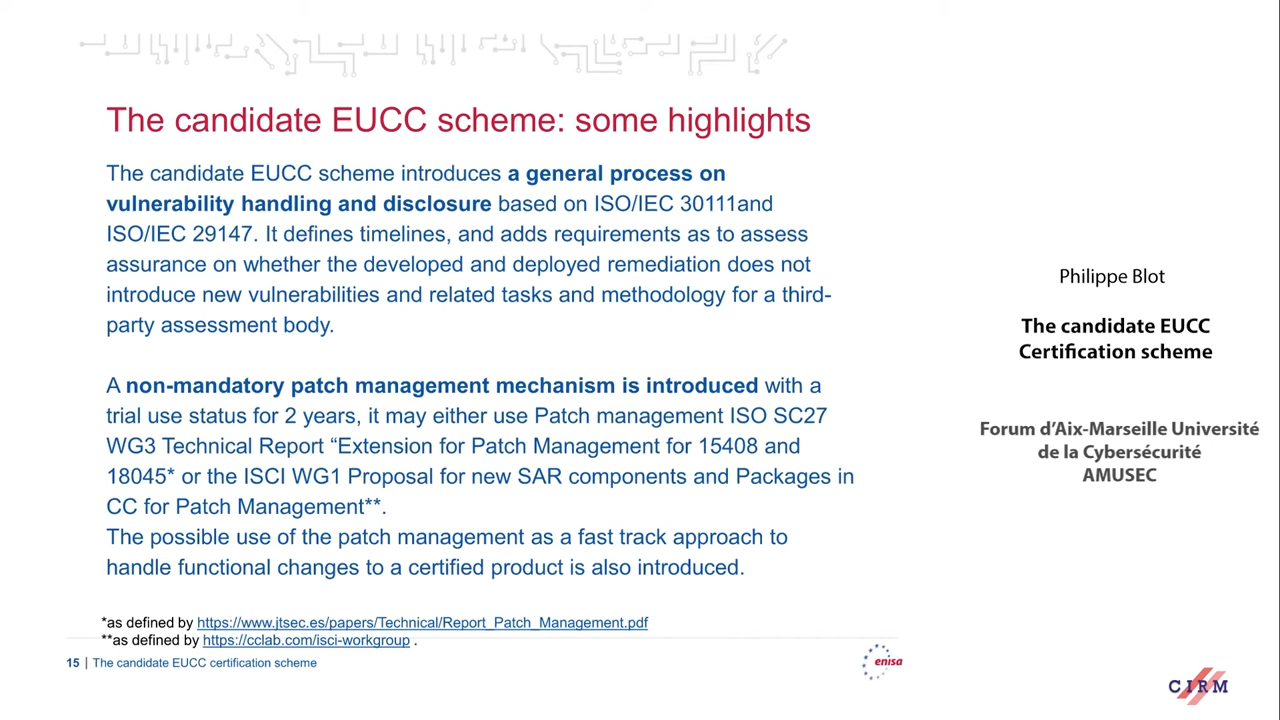 The candidate EUCC scheme: some highlights
The candidate EUCC scheme introduces a general process on
vulnerability handling and disclosure based on ISO/IEC 30111and
ISO/IEC 29147. It defines timelines, and adds requirements as to assess
assurance on whether the developed and deployed remediation does not
introduce new vulnerabilities and related tasks and methodology for a third-
party assessment body.
A non-mandatory patch management mechanism is introduced with a
trial use status for 2 years, it may either use Patch management ISO SC27
WG3 Technical Report “Extension for Patch Management for 15408 and
18045* or the ISCI WG1 Proposal for new SAR components and Packages in
CC for Patch Management**.
The possible use of the patch management as a fast track approach to
handle functional changes to a certified product is also introduced.
*as defined by https://www.jtsec.es/papers/Technical/Report_Patch_Management.pdf
**as defined by https://cclab.com/isci-workgroup .
15 | The candidate EUCC certification scheme
enisa
Philippe Blot
The candidate EUCC
Certification scheme
Forum d’Aix-Marseille Université
de la Cybersécurité
AMUSEC
CIRM